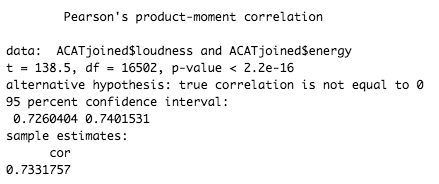 Pearson's product-moment correlation
data:  ACATjoined$loudness and ACATjoined$energy
t = 138.5, df = 16502, p-value < 2.2e-16
alternative hypothesis: true correlation is not equal to 0
95 percent confidence interval:
 0.7260404 0.7401531
sample estimates:
      cor
0.7331757